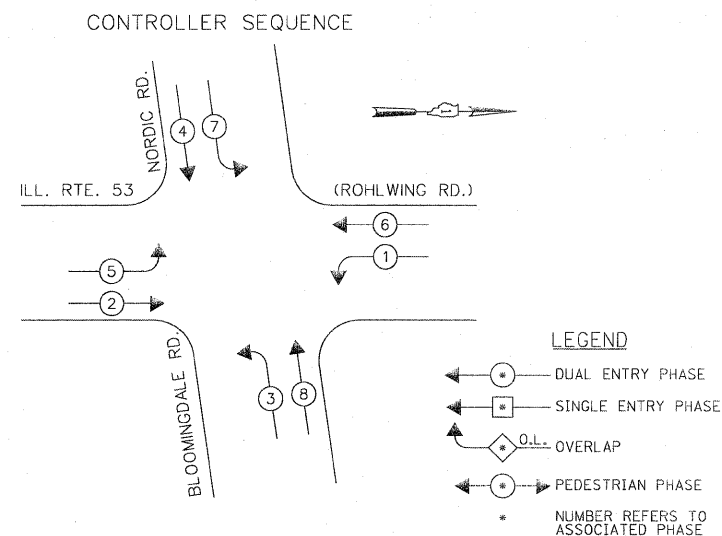 CONTROLLER SEQUENCE
NORDIC RD.
4
7
ILL. RTE. 53
(ROHLWING RD.)
6
1
5
2
BLOOMINGDALE RD.
3
8
LEGEND
* DUAL ENTRY PHASE
* SINGLE ENTRY PHASE
* O.L. OVERLAP
* PEDESTRIAN PHASE
* NUMBER REFERS TO
ASSOCIATED PHASE